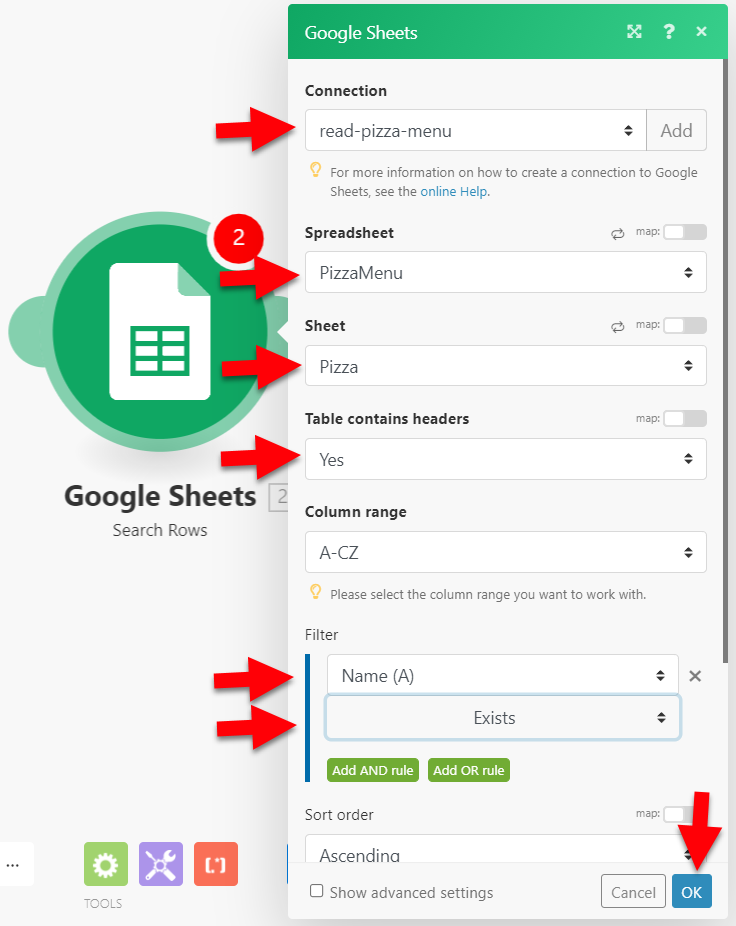 Google Sheets
?
Connection
read-pizza-menu
Add
For more information on how to create a connection to Google
Sheets, see the online Help.
2
Spreadsheet
map:
PizzaMenu
Sheet
map:
Pizza
Table contains headers
map:
Yes
Google Sheets
2
Search Rows
Column range
A-CZ
Please select the column range you want to work with.
Filter
Name (A)
Exists
Add AND rule
Add OR rule
Sort order
map:
Ascending
...
TOOLS
Show advanced settings
Cancel
OK